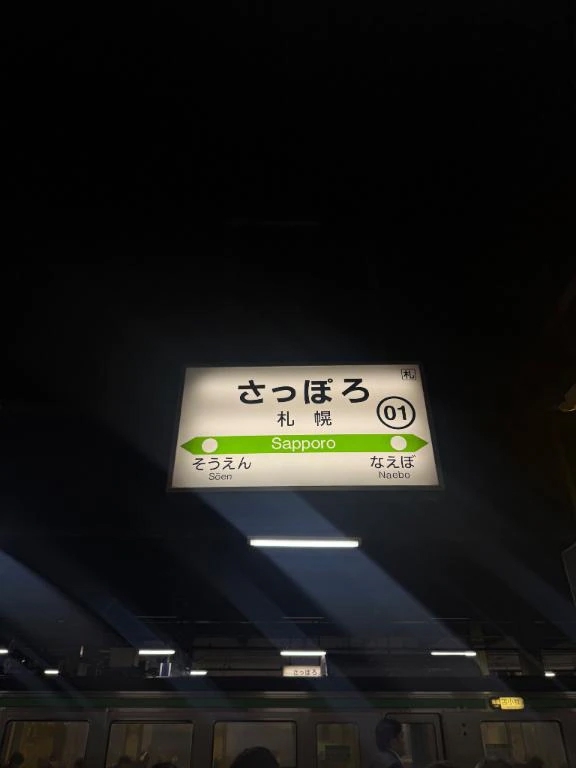 札
さっぽろ
札幌
01
Sapporo
そうえん
Sōen
なえぼ
Naebo
さっぽろ